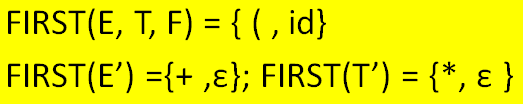 FIRST(E, T, F) = { ( , id}
FIRST(E’) ={+ ,ε}; FIRST(T’) = {*, ε }